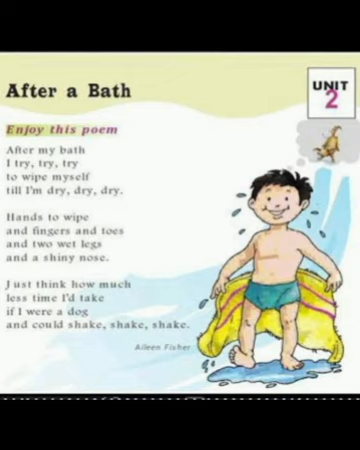 After a Bath
UNIT
2
Enjoy this poem
After my bath
I try, try, try
to wipe myself
till I'm dry, dry, dry.
Hands to wipe
and fingers and toes
and two wet legs
and a shiny nose.
Just think how much
less time I'd take
if I were a dog
and could shake, shake, shake.
Aileen Fisher